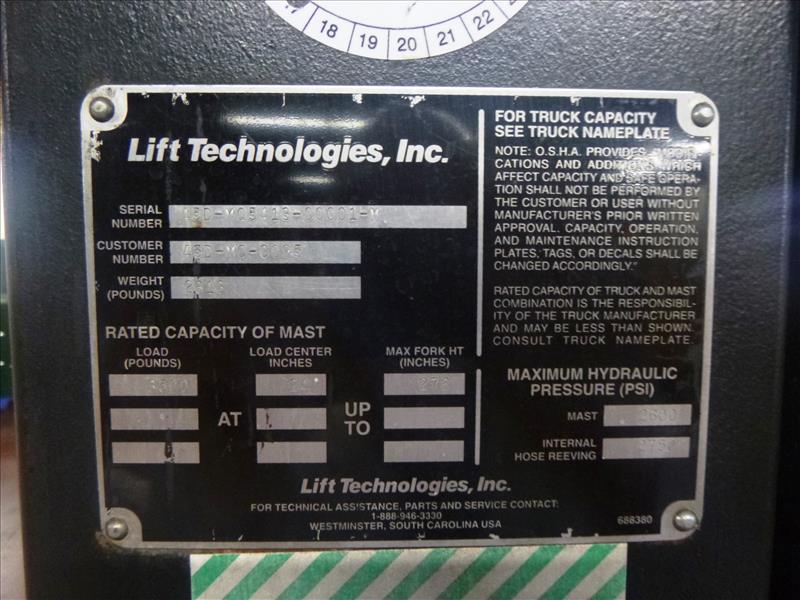 18 19 20 21 22
Lift Technologies, Inc.
SERIAL
NUMBER
CUSTOMER
NUMBER
WEIGHT
(POUNDS)
RATED CAPACITY OF MAST
LOAD
(POUNDS)
LOAD CENTER
INCHES
MAX FORK HT
(INCHES)
AT
UP
TO
FOR TRUCK CAPACITY
SEE TRUCK NAMEPLATE
NOTE: O.S.H.A. PROVIDES
CATIONS AND ADDITIONS WHICH
AFFECT CAPACITY AND SAFE OPERA-
TION SHALL NOT BE PERFORMED BY
THE CUSTOMER OR USER WITHOUT
MANUFACTURER'S PRIOR WRITTEN
APPROVAL. CAPACITY, OPERATION,
AND MAINTENANCE INSTRUCTION
PLATES, TAGS, OR DECALS SHALL BE
CHANGED ACCORDINGLY."
RATED CAPACITY OF TRUCK AND MAST
COMBINATION IS THE RESPONSIBIL-
ITY OF THE TRUCK MANUFACTURER
AND MAY BE LESS THAN SHOWN.
CONSULT TRUCK NAMEPLATE.
MAXIMUM HYDRAULIC
PRESSURE (PSI)
MAST 2600
INTERNAL
HOSE REEVING
Lift Technologies, Inc.
FOR TECHNICAL ASSISTANCE, PARTS AND SERVICE CONTACT:
1-888-946-3330
WESTMINSTER, SOUTH CAROLINA USA
688380